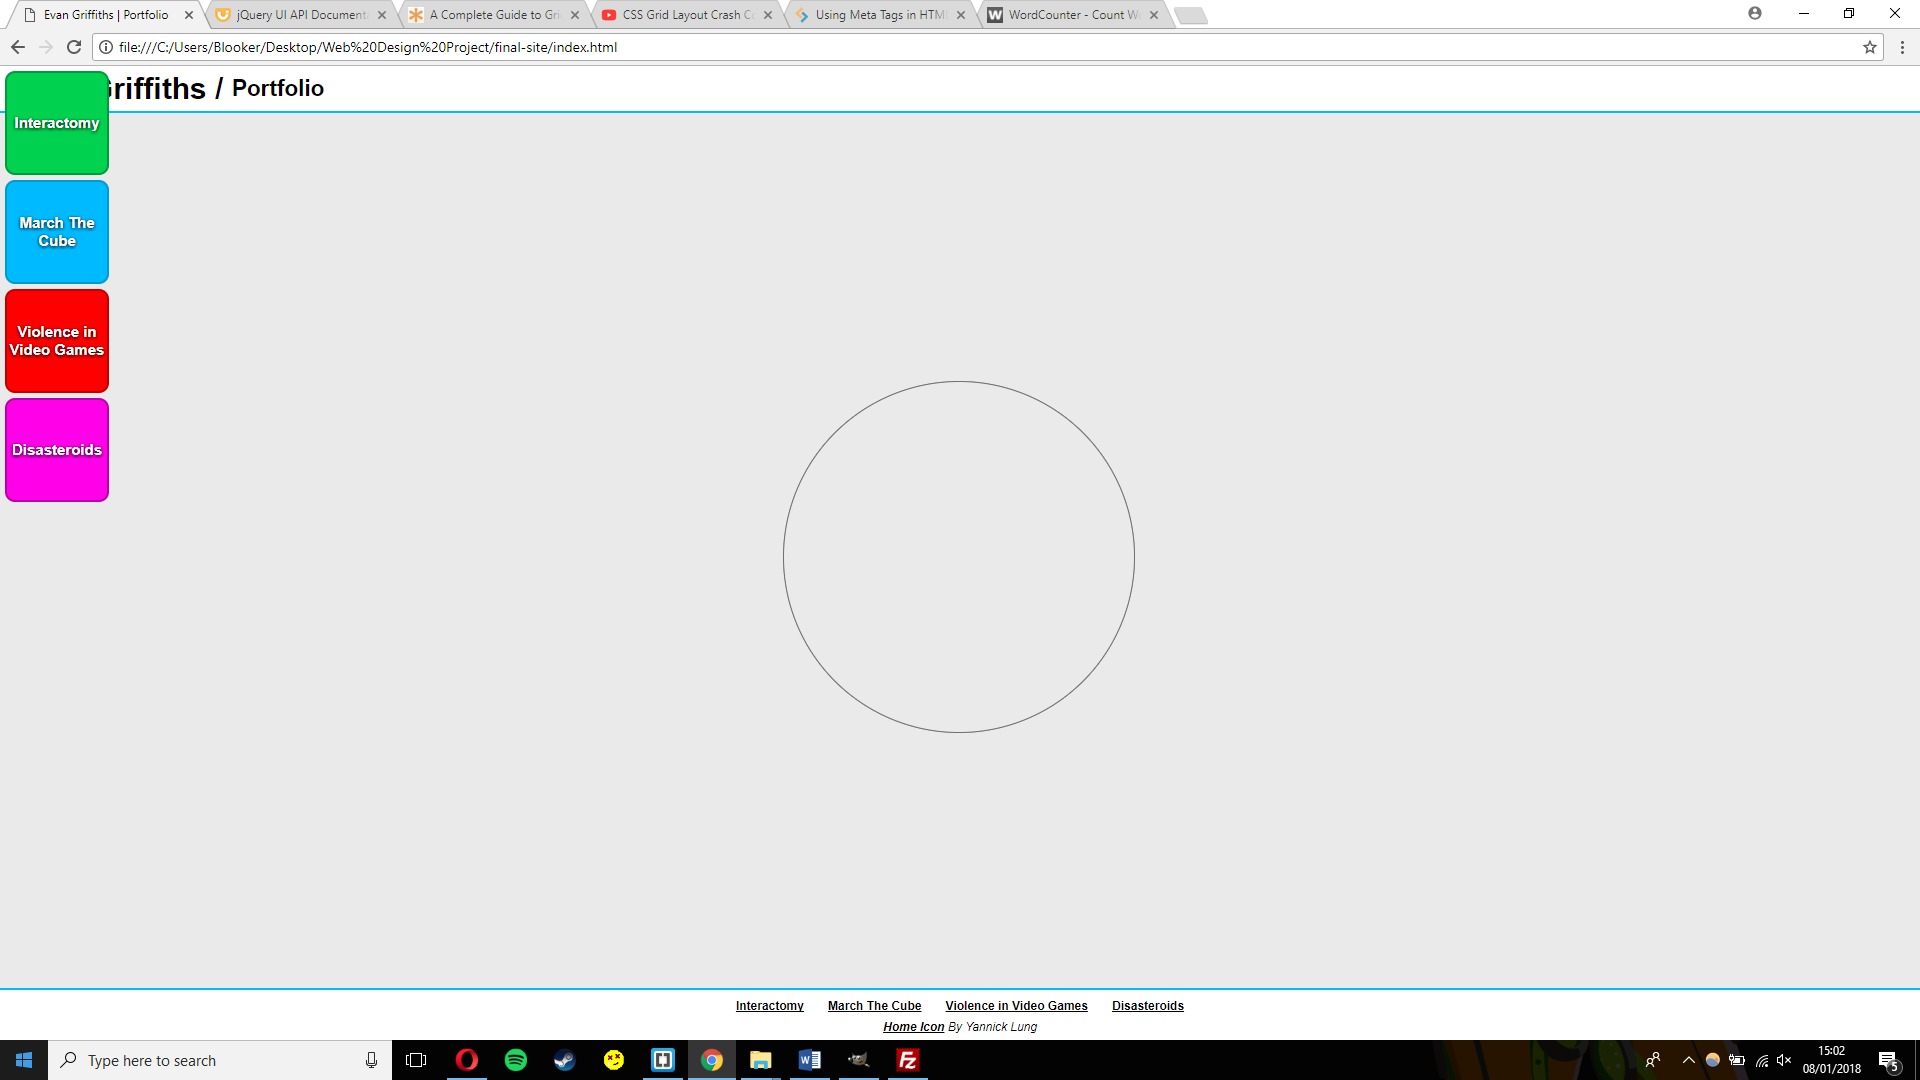 Evan Griffiths | Portfolio
jQuery UI API Document
A Complete Guide to Gri
CSS Grid Layout Crash C
Using Meta Tags in HTM
WordCounter - Count W
file:///C:/Users/Blooker/Desktop/Web%20Design%20Project/final-site/index.html
Griffiths / Portfolio
Interactomy
March The
Cube
Violence in
Video Games
Disasteroids
Interactomy March The Cube Violence in Video Games Disasteroids
Home Icon By Yannick Lung
Type here to search
15:02
08/01/2018
5